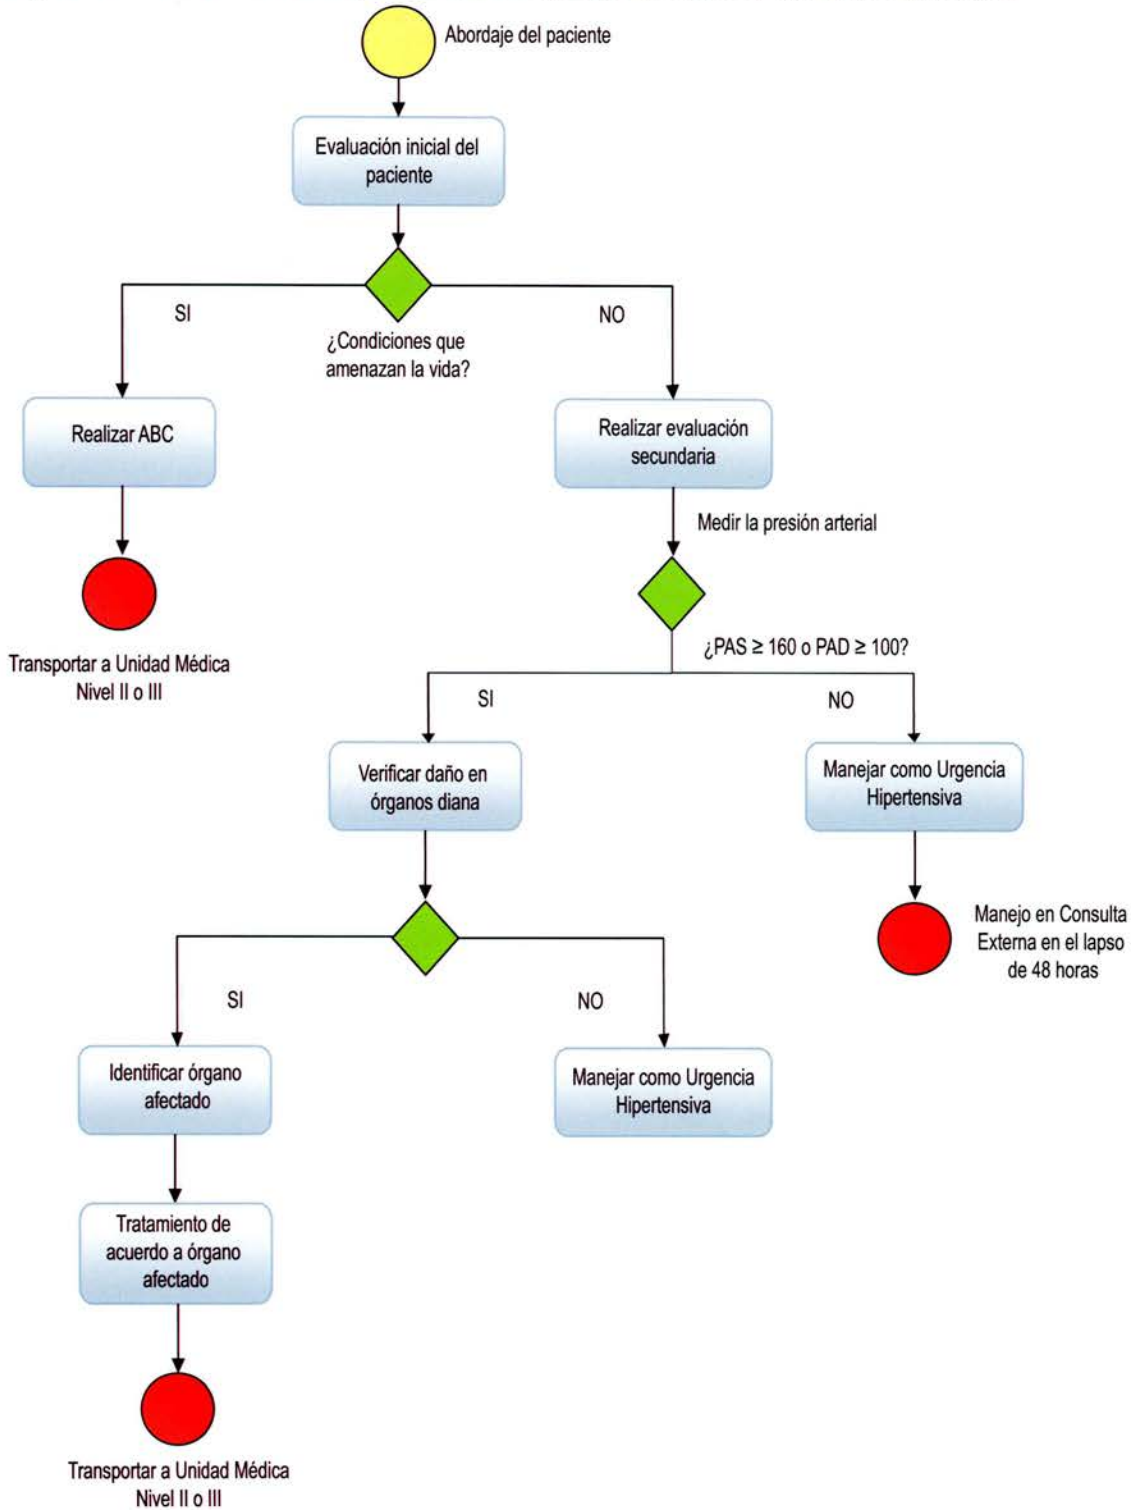 Abordaje del paciente
Evaluación inicial del
paciente
SI
NO
¿Condiciones que
amenazan la vida?
Realizar ABC
Realizar evaluación
secundaria
Medir la presión arterial
Transportar a Unidad Médica
Nivel II o III
¿PAS ≥ 160 o PAD ≥ 100?
SI
NO
Verificar daño en
órganos diana
Manejar como Urgencia
Hipertensiva
Manejo en Consulta
Externa en el lapso
de 48 horas
SI
NO
Identificar órgano
afectado
Manejar como Urgencia
Hipertensiva
Tratamiento de
acuerdo a órgano
afectado
Transportar a Unidad Médica
Nivel II o III